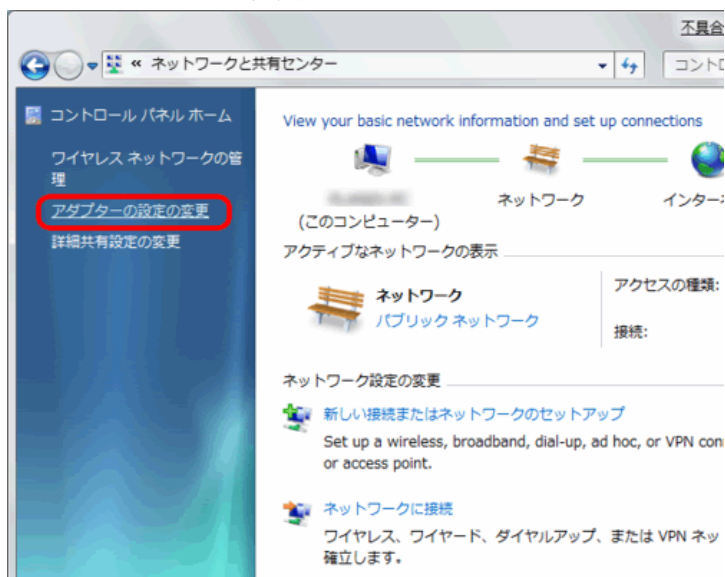 不具合
« ネットワークと共有センター
コントロ
コントロール パネル ホーム
ワイヤレス ネットワークの管
理
アダプターの設定の変更
詳細共有設定の変更
View your basic network information and set up connections
(このコンピューター)
ネットワーク
インターネ
アクティブなネットワークの表示
ネットワーク
パブリック ネットワーク
アクセスの種類:
接続:
ネットワーク設定の変更
新しい接続またはネットワークのセットアップ
Set up a wireless, broadband, dial-up, ad hoc, or VPN con
or access point.
ネットワークに接続
ワイヤレス、ワイヤード、ダイヤルアップ、または VPN ネッ
確立します。